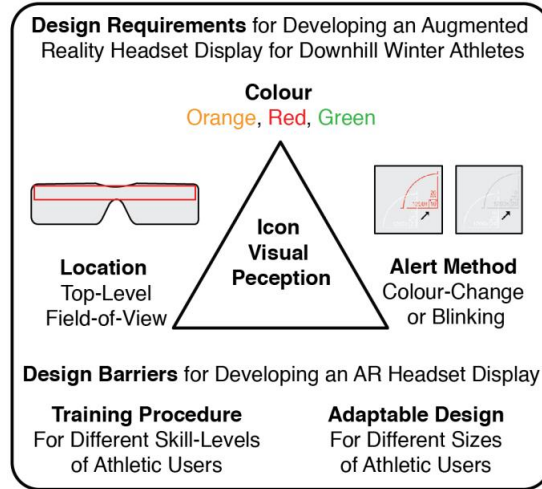 Design Requirements for Developing an Augmented
Reality Headset Display for Downhill Winter Athletes
Colour
Orange, Red, Green
Icon
Visual
Peception
Location
Top-Level
Field-of-View
Alert Method
Colour-Change
or Blinking
Design Barriers for Developing an AR Headset Display
Training Procedure
For Different Skill-Levels
of Athletic Users
Adaptable Design
For Different Sizes
of Athletic Users